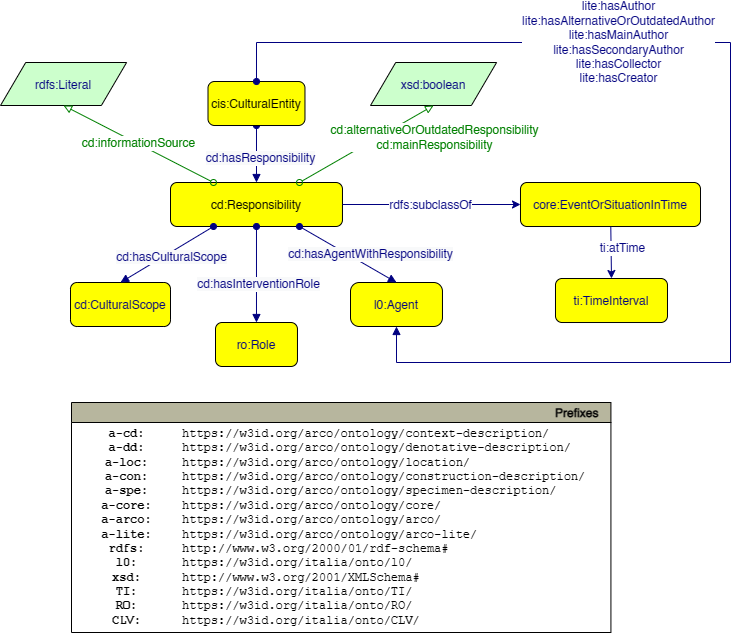 lite:hasAuthor
lite:hasAlternativeOrOutdatedAuthor
lite:hasMainAuthor
lite:hasSecondaryAuthor
lite:hasCollector
lite:hasCreator
rdfs:Literal
xsd:boolean
cis:CulturalEntity
cd:alternativeOrOutdatedResponsibility
cd:informationSource
cd:mainResponsibility
cd:hasResponsibility
cd:Responsibility
rdfs:subclassOf
core:EventOrSituationInTime
cd:hasCulturalScope
cd:hasAgentWithResponsibility
ti:atTime
cd:hasInterventionRole
cd:CulturalScope
l0:Agent
ti:TimeInterval
ro:Role
Prefixes
a-cd: https://w3id.org/arco/ontology/context-description/
a-dd: https://w3id.org/arco/ontology/denotative-description/
a-loc: https://w3id.org/arco/ontology/location/
a-con: https://w3id.org/arco/ontology/construction-description/
a-spe: https://w3id.org/arco/ontology/specimen-description/
a-core: https://w3id.org/arco/ontology/core/
a-arco: https://w3id.org/arco/ontology/arco/
a-lite: https://w3id.org/arco/ontology/arco-lite/
rdfs: http://www.w3.org/2000/01/rdf-schema#
l0: https://w3id.org/italia/onto/l0/
xsd: http://www.w3.org/2001/XMLSchema#
TI: https://w3id.org/italia/onto/TI/
RO: https://w3id.org/italia/onto/RO/
CLV: https://w3id.org/italia/onto/CLV/